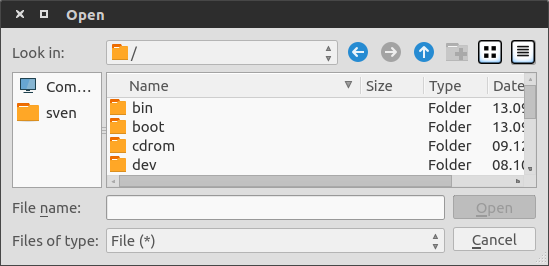 Open
Look in: /
Com... Name Size Type Date
sven bin Folder 13.09
boot Folder 13.09
cdrom Folder 09.12
dev Folder 08.10
File name: Open
Files of type: File (*) Cancel